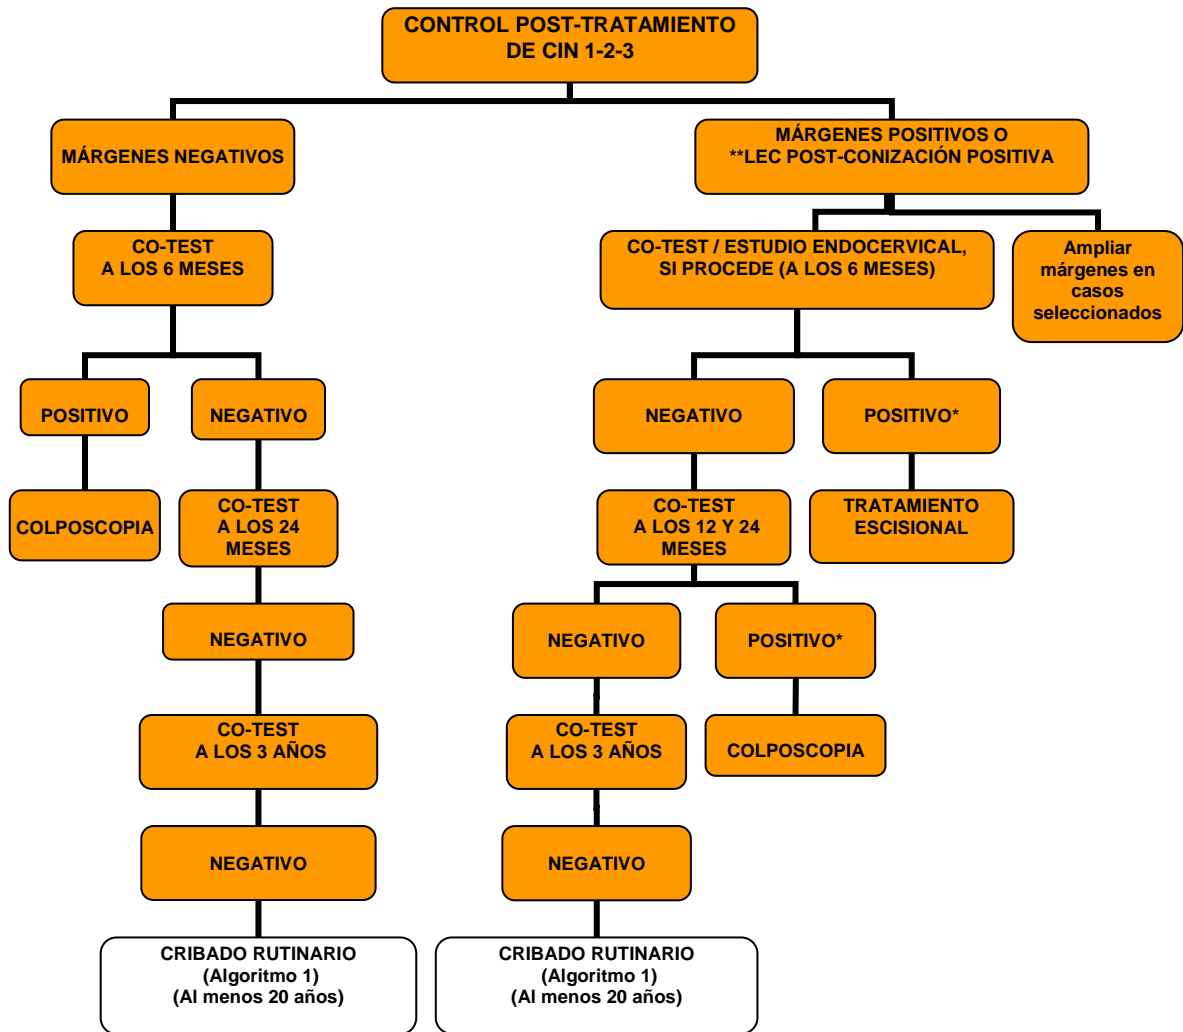 CONTROL POST-TRATAMIENTO
DE CIN 1-2-3
MÁRGENES NEGATIVOS
MÁRGENES POSITIVOS O
**LEC POST-CONIZACIÓN POSITIVA
CO-TEST
A LOS 6 MESES
CO-TEST / ESTUDIO ENDOCERVICAL,
SI PROCEDE (A LOS 6 MESES)
Ampliar
márgenes en
casos
seleccionados
POSITIVO
NEGATIVO
NEGATIVO
POSITIVO*
COLPOSCOPIA
CO-TEST
A LOS 24
MESES
CO-TEST
A LOS 12 Y 24
MESES
TRATAMIENTO
ESCISIONAL
NEGATIVO
NEGATIVO
POSITIVO*
CO-TEST
A LOS 3 AÑOS
CO-TEST
A LOS 3 AÑOS
COLPOSCOPIA
NEGATIVO
NEGATIVO
CRIBADO RUTINARIO
(Algoritmo 1)
(Al menos 20 años)
CRIBADO RUTINARIO
(Algoritmo 1)
(Al menos 20 años)